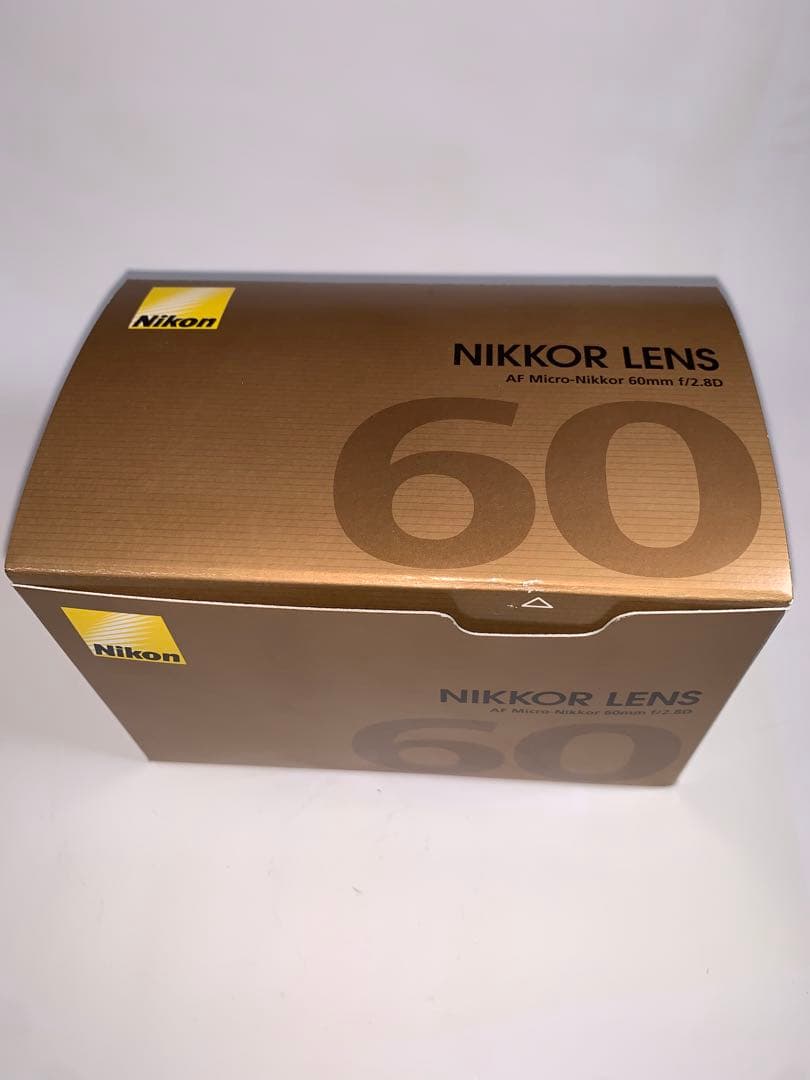 Nikon
NIKKOR LENS
AF Micro-Nikkor 60mm f/2.8D
60
Nikon
NIKKOR LENS
AF Micro-Nikkor 60mm f/2.8D
60